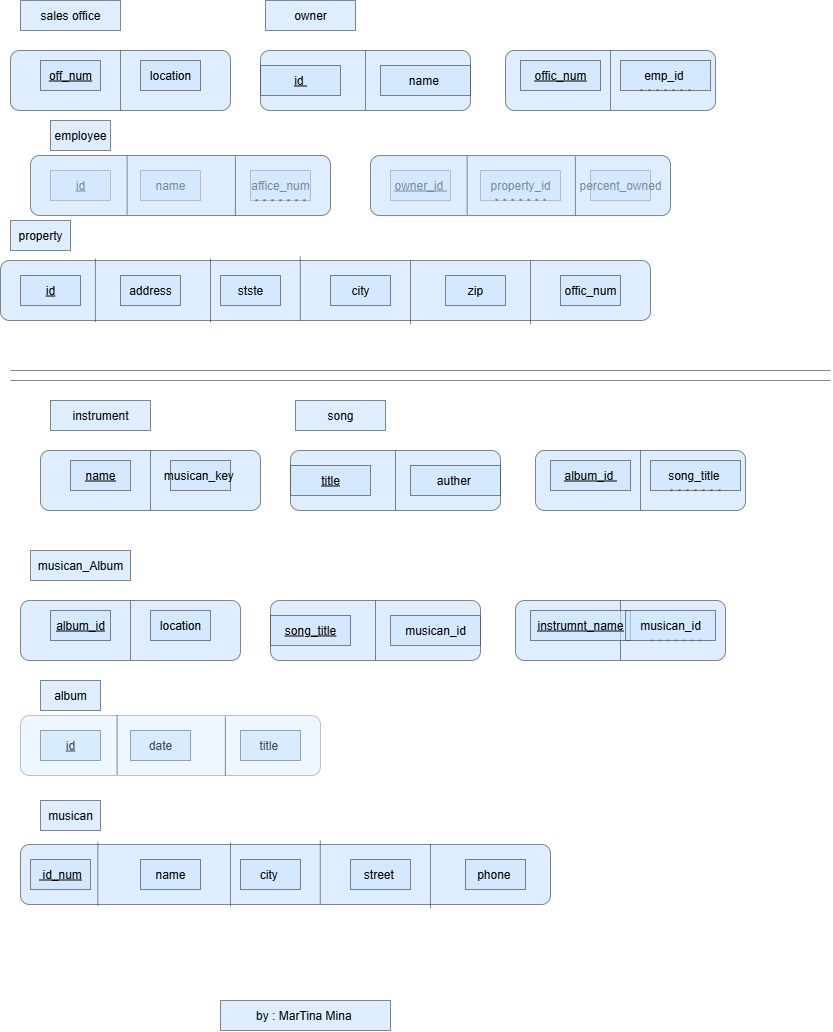 sales office
owner
off_num
location
id
name
offic_num
emp_id
employee
id
name
affice_num
owner_id
property_id
percent_owned
property
id
address
stste
city
zip
offic_num
instrument
song
name
musican_key
title
auther
album_id
song_title
musican_Album
album_id
location
song_title
musican_id
instrumnt_name
musican_id
album
id
date
title
musican
id_num
name
city
street
phone
by : MarTina Mina